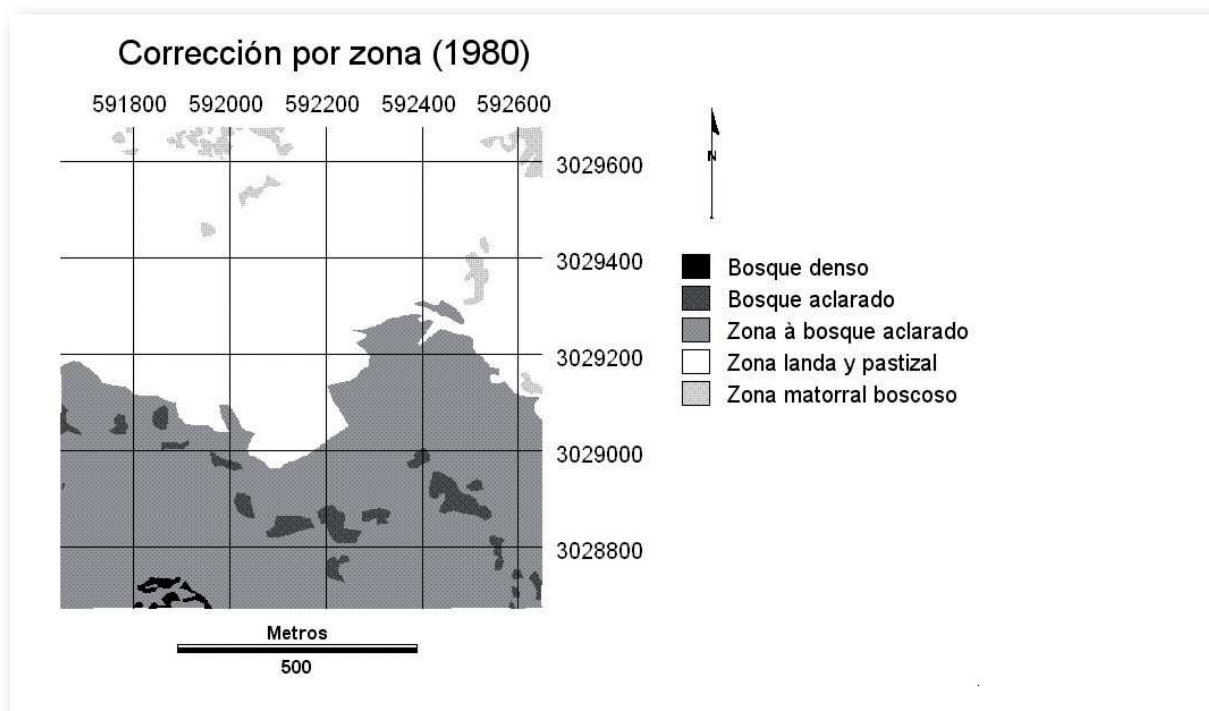 Corrección por zona (1980)
591800 592000 592200 592400 592600
3029600
3029400
3029200
3029000
3028800
N
Bosque denso
Bosque aclarado
Zona à bosque aclarado
Zona landa y pastizal
Zona matorral boscoso
Metros
500